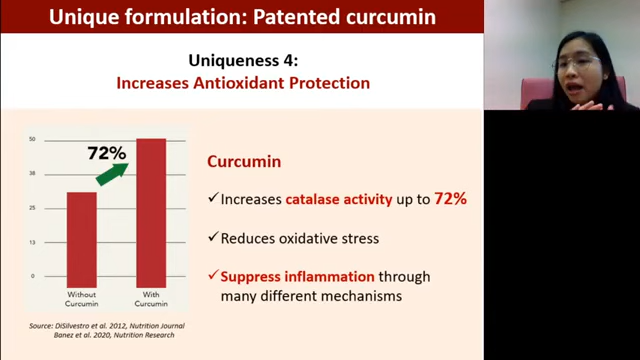 Unique formulation: Patented curcumin
Uniqueness 4:
Increases Antioxidant Protection
50
38
25
13
0
72%
Without
Curcumin
With
Curcumin
Source: DiSilvestro et al. 2012, Nutrition Journal
Banez et al. 2020, Nutrition Research
Curcumin
✓Increases catalase activity up to 72%
✓Reduces oxidative stress
✓Suppress inflammation through
many different mechanisms